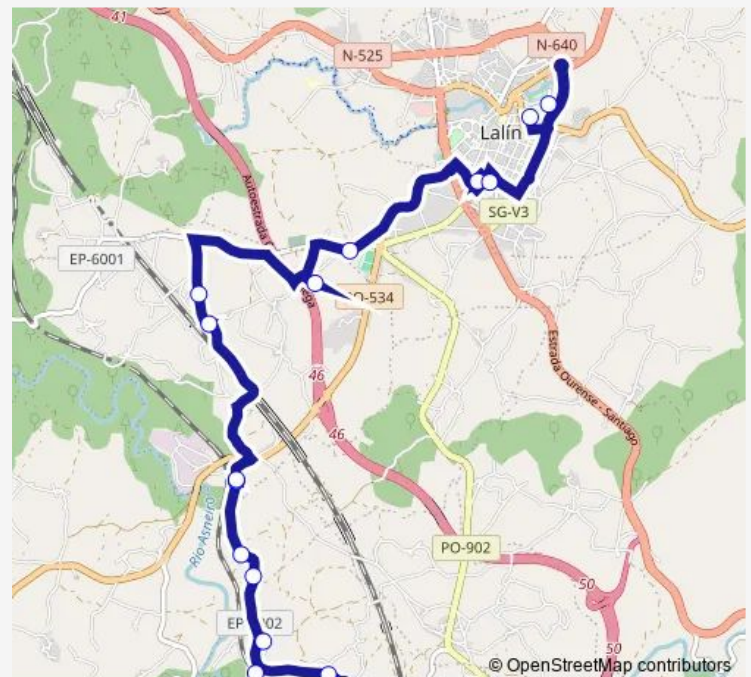 41
N-525
N-640
Lalín
SG-V3
Autoestrada
EP-6001
PO-534
46
46
Estrada Ourense - Santiago
Río Asneiro
PO-902
50
50
© OpenStreetMap contributors